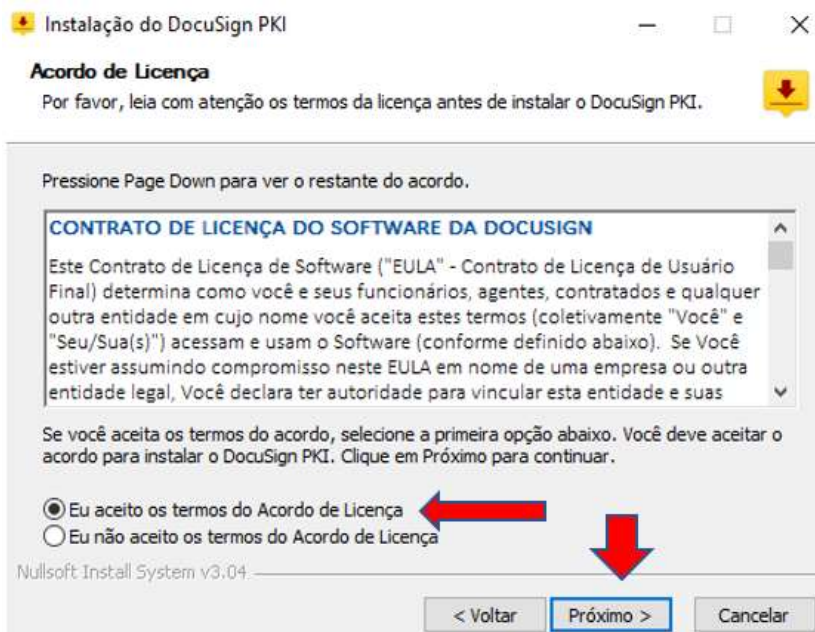 Instalação do DocuSign PKI
Acordo de Licença
Por favor, leia com atenção os termos da licença antes de instalar o DocuSign PKI.
Pressione Page Down para ver o restante do acordo.
CONTRATO DE LICENÇA DO SOFTWARE DA DOCUSIGN
Este Contrato de Licença de Software ("EULA" - Contrato de Licença de Usuário
Final) determina como você e seus funcionários, agentes, contratados e qualquer
outra entidade em cujo nome você aceita estes termos (coletivamente "Você" e
"Seu/Sua(s)") acessam e usam o Software (conforme definido abaixo). Se Você
estiver assumindo compromisso neste EULA em nome de uma empresa ou outra
entidade legal, Você declara ter autoridade para vincular esta entidade e suas
Se você aceita os termos do acordo, selecione a primeira opção abaixo. Você deve aceitar o
acordo para instalar o DocuSign PKI. Clique em Próximo para continuar.
Eu aceito os termos do Acordo de Licença
Eu não aceito os termos do Acordo de Licença
Nullsoft Install System v3.04
< Voltar Próximo > Cancelar